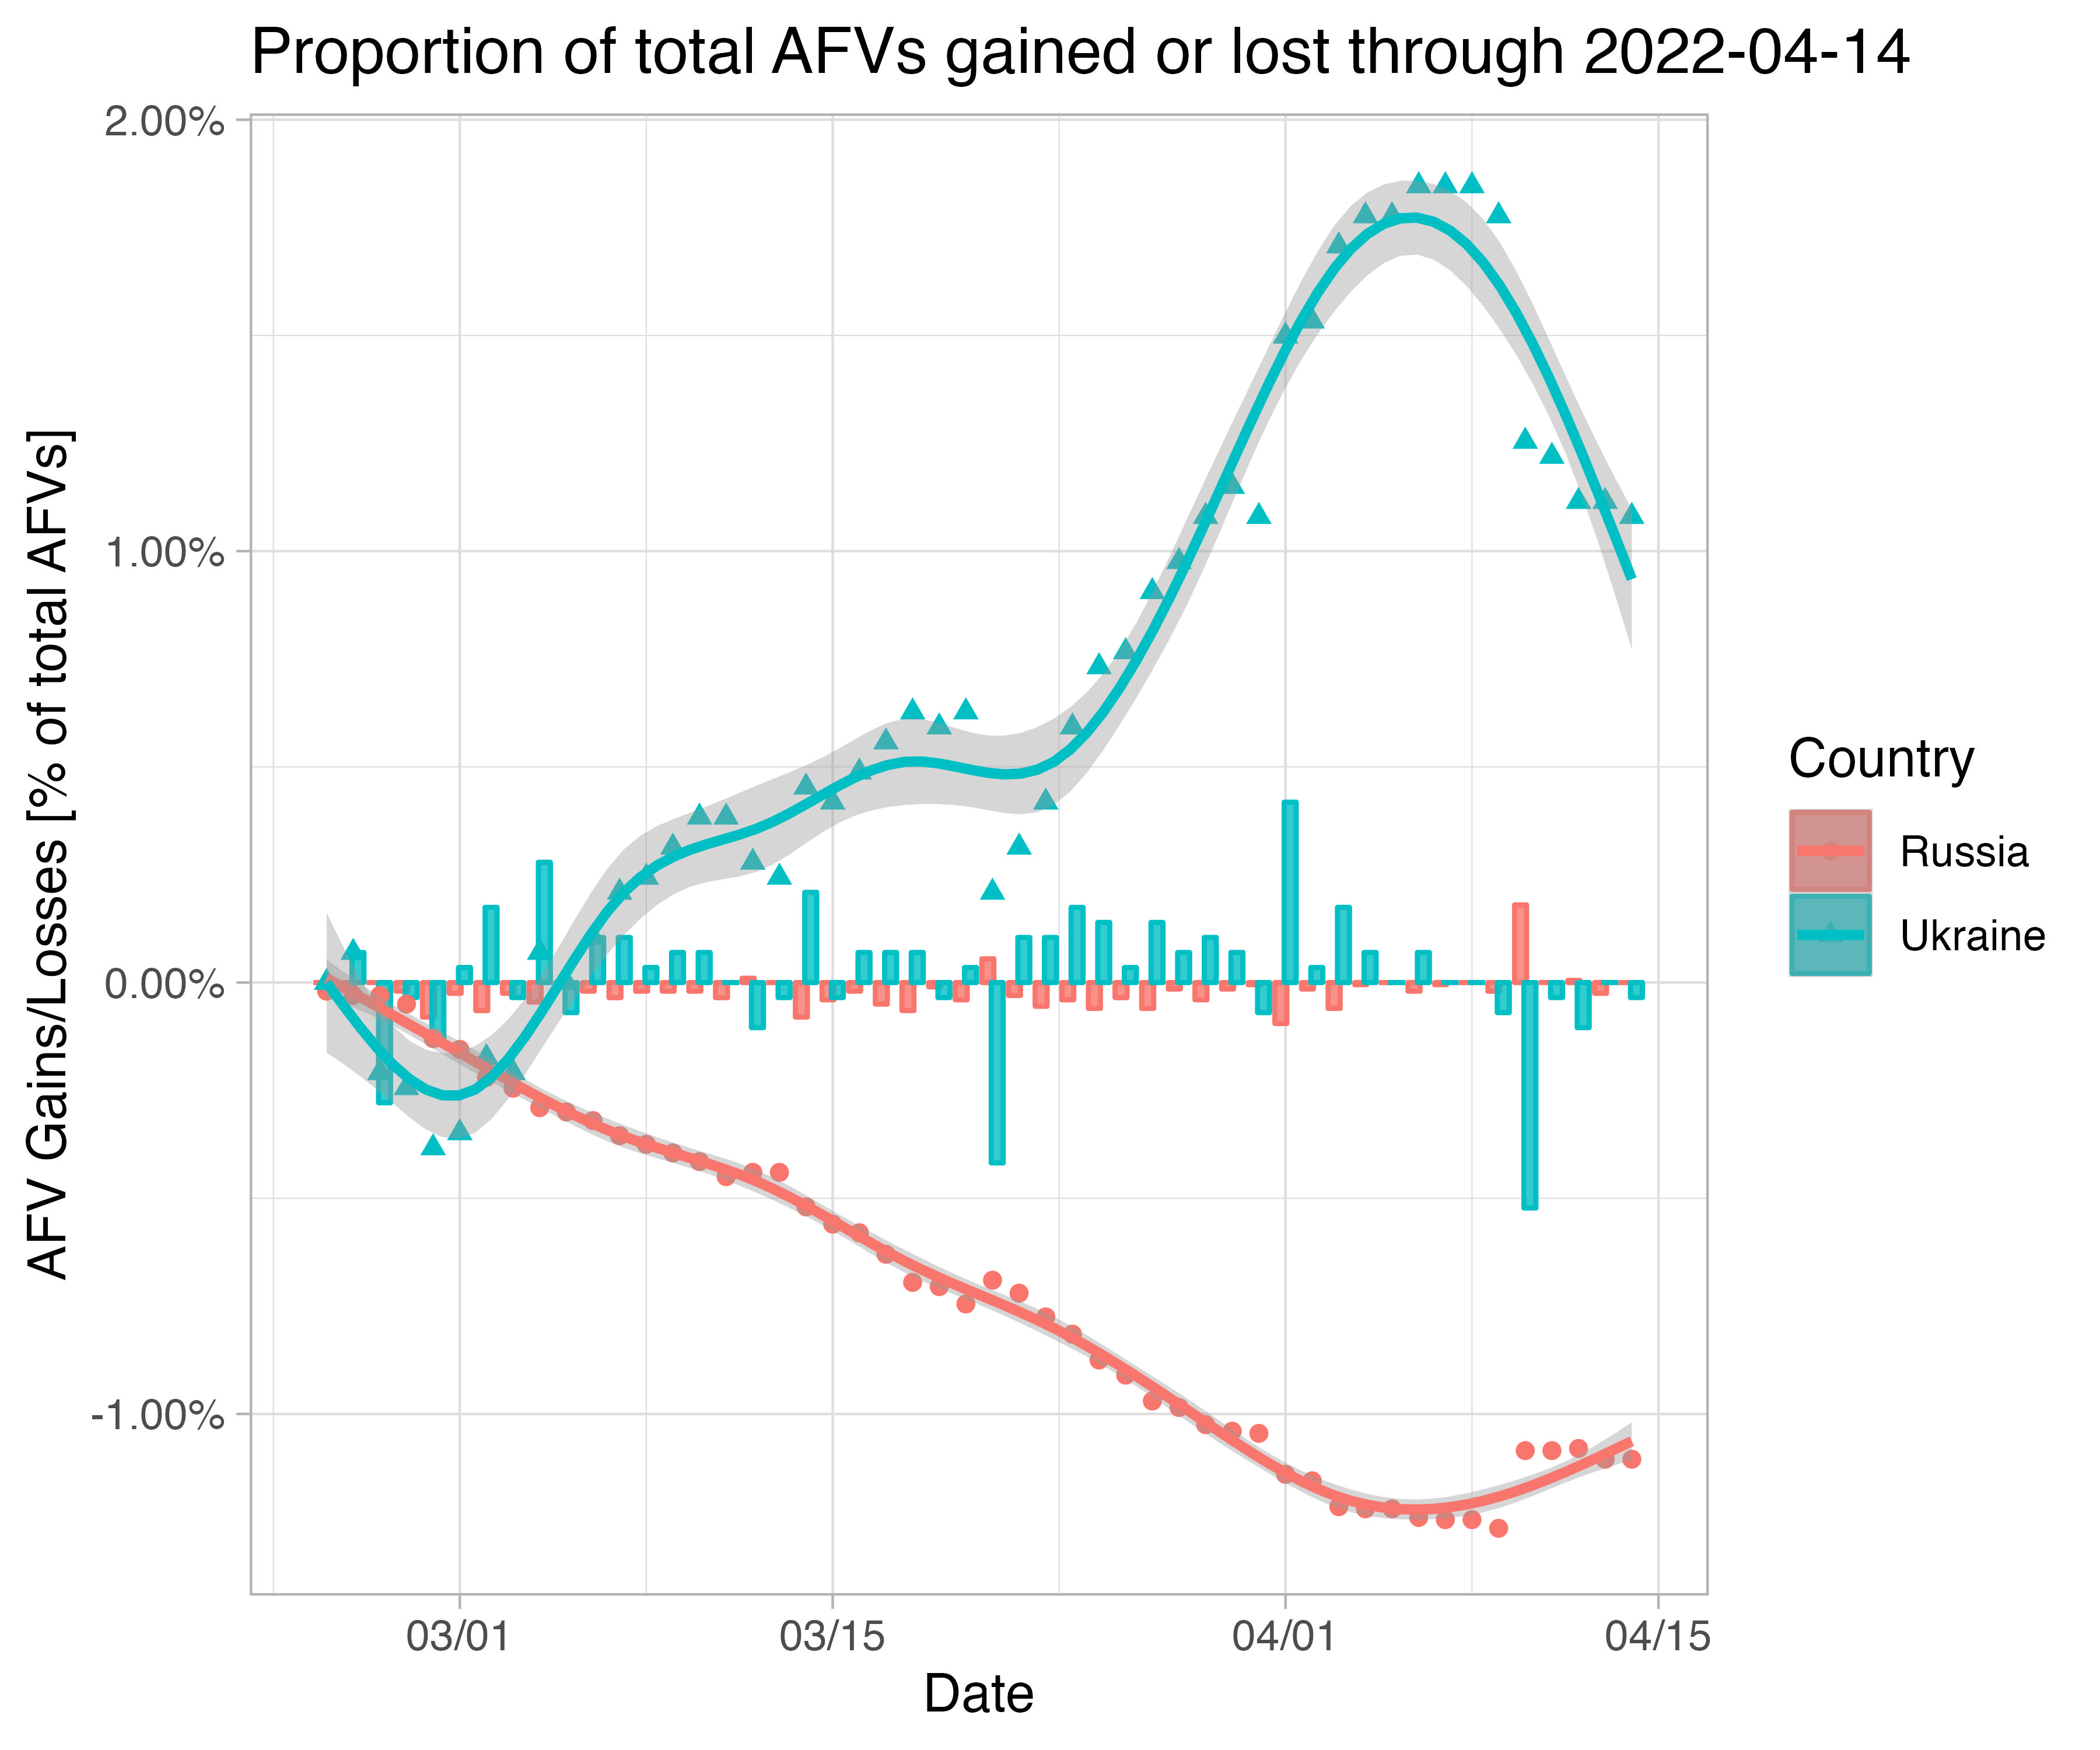 Proportion of total AFVs gained or lost through 2022-04-14
AFV Gains/Losses [% of total AFVs]
2.00%
1.00%
0.00%
-1.00%
03/01
03/15
04/01
04/15
Date
Country
Russia
Ukraine